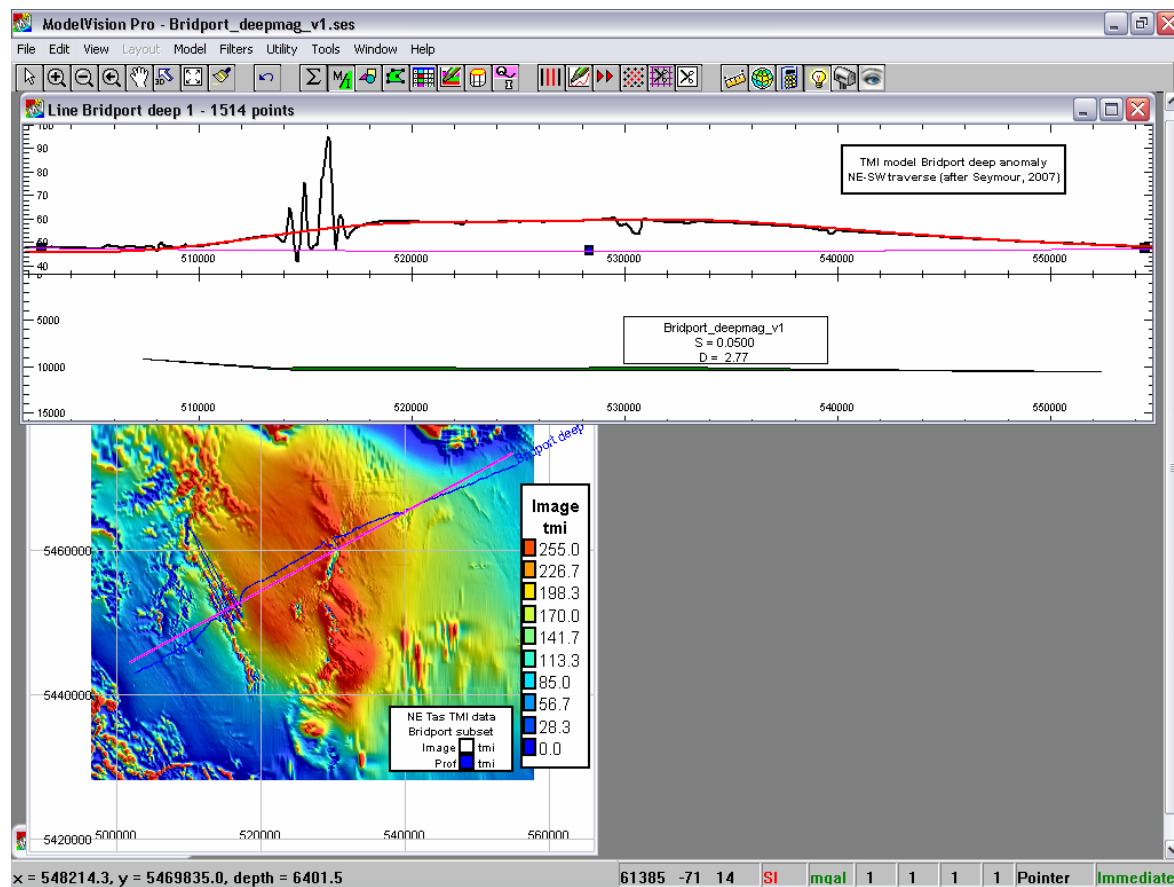 ModelVision Pro - Bridport_deepmag_v1.ses
File Edit View Layout Model Filters Utility Tools Window Help
Line Bridport deep 1 - 1514 points
100
90
80
70
60
50
40
TMI model Bridport deep anomaly
NE-SW traverse (after Seymour, 2007)
510000 530000 540000 550000
0
5000
10000
15000
Bridport_deepmag_v1
S = 0.0500
D = 2.77
510000 520000 530000 540000 550000
Bridport deep
5460000
5440000
5420000
500000 520000 540000 560000
Image
tmi
255.0
226.7
198.3
170.0
141.7
113.3
85.0
56.7
28.3
0.0
NE Tas TMI data
Bridport subset
Image tmi
Prof tmi
x = 548214.3, y = 5469835.0, depth = 6401.5
61385 -71 14 SI mgal 1 1 1 1 Pointer Immediate